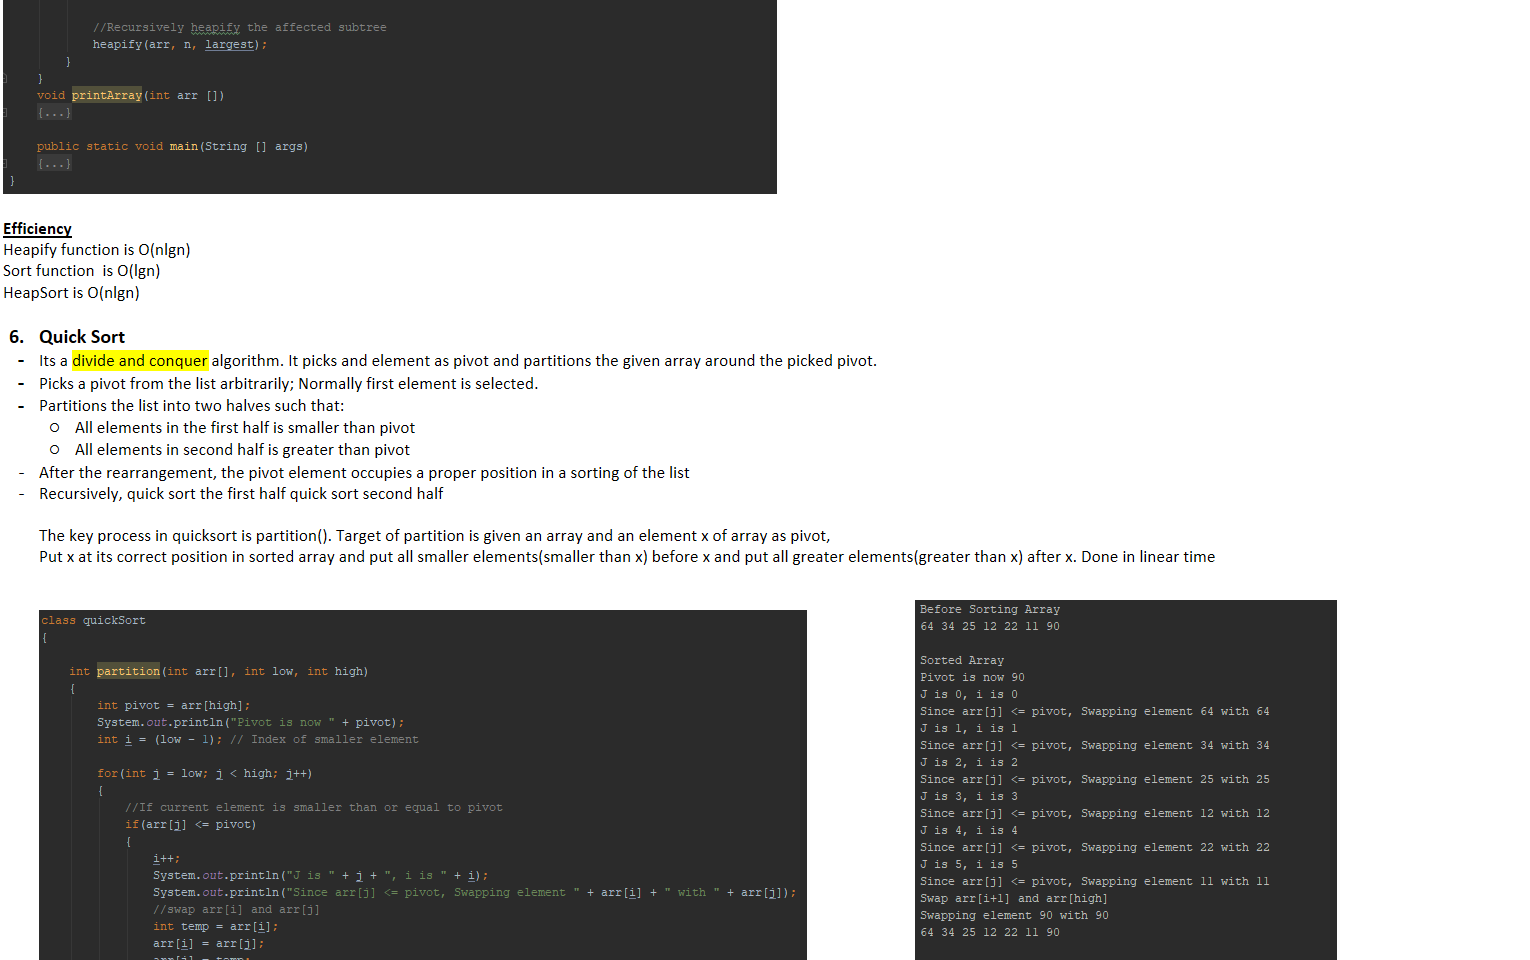 //Recursively heapify the affected subtree
heapify(arr, n, largest);
}
}
void printArray(int arr [])
{...}
public static void main(String [] args)
{...}
}
Efficiency
Heapify function is O(nlgn)
Sort function  is O(lgn)
HeapSort is O(nlgn)
6. Quick Sort
- Its a divide and conquer algorithm. It picks and element as pivot and partitions the given array around the picked pivot.
- Picks a pivot from the list arbitrarily; Normally first element is selected.
- Partitions the list into two halves such that:
o All elements in the first half is smaller than pivot
o All elements in second half is greater than pivot
- After the rearrangement, the pivot element occupies a proper position in a sorting of the list
- Recursively, quick sort the first half quick sort second half
The key process in quicksort is partition(). Target of partition is given an array and an element x of array as pivot,
Put x at its correct position in sorted array and put all smaller elements(smaller than x) before x and put all greater elements(greater than x) after x. Done in linear time
class quickSort
{
int partition(int arr[], int low, int high)
{
int pivot = arr[high];
System.out.println("Pivot is now " + pivot);
int i = (low - 1); // Index of smaller element
for(int j = low; j < high; j++)
{
//If current element is smaller than or equal to pivot
if(arr[j] <= pivot)
{
i++;
System.out.println("J is " + j + ", i is " + i);
System.out.println("Since arr[j] <= pivot, Swapping element " + arr[i] + " with " + arr[j]);
//swap arr[i] and arr[j]
int temp = arr[i];
arr[i] = arr[j];
arr[j] = temp;
Before Sorting Array
64 34 25 12 22 11 90
Sorted Array
Pivot is now 90
J is 0, i is 0
Since arr[j] <= pivot, Swapping element 64 with 64
J is 1, i is 1
Since arr[j] <= pivot, Swapping element 34 with 34
J is 2, i is 2
Since arr[j] <= pivot, Swapping element 25 with 25
J is 3, i is 3
Since arr[j] <= pivot, Swapping element 12 with 12
J is 4, i is 4
Since arr[j] <= pivot, Swapping element 22 with 22
J is 5, i is 5
Since arr[j] <= pivot, Swapping element 11 with 11
Swap arr[i+1] and arr[high]
Swapping element 90 with 90
64 34 25 12 22 11 90